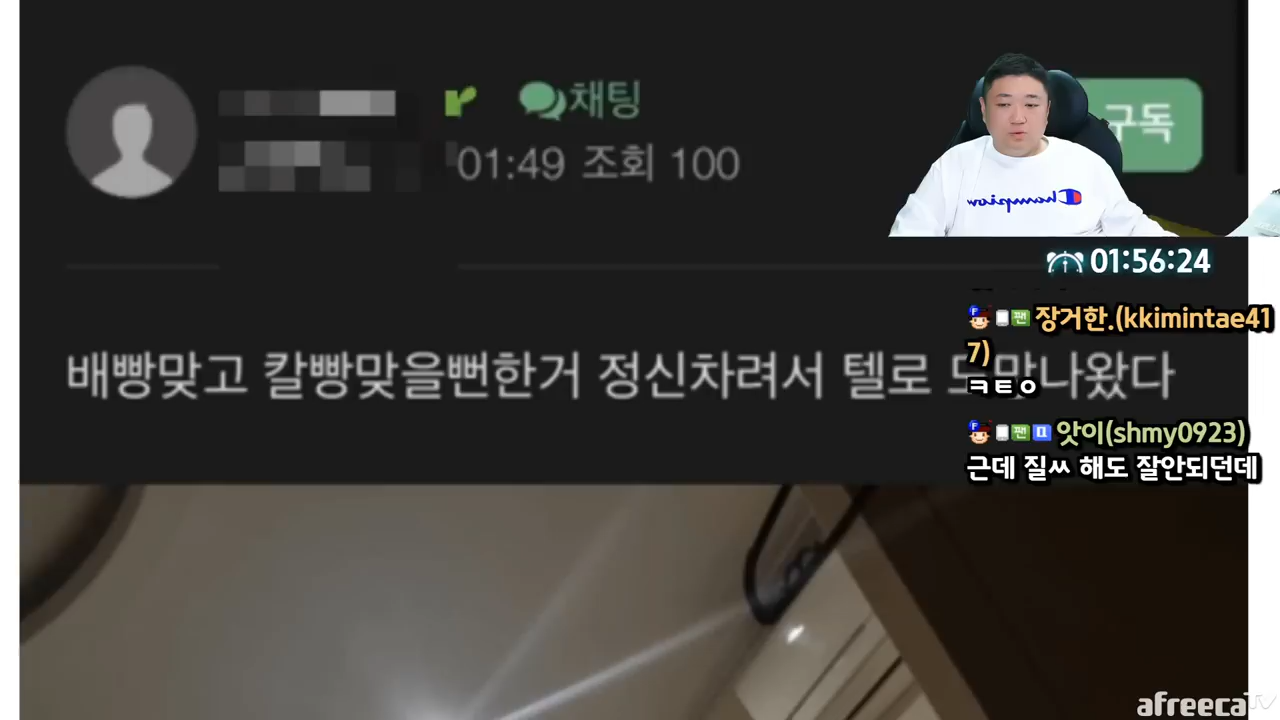 채팅
구독
01:49 조회 100
Champion
01:56:24
배빵맞고 칼빵맞을뻔한거 정신차려서 텔로 도망나왔다
장거한.(kkimintae41
7)
ㅋㅌㅇ
앗이(shmy0923)
근데 질ㅆ 해도 잘안되던데
afreecaTV